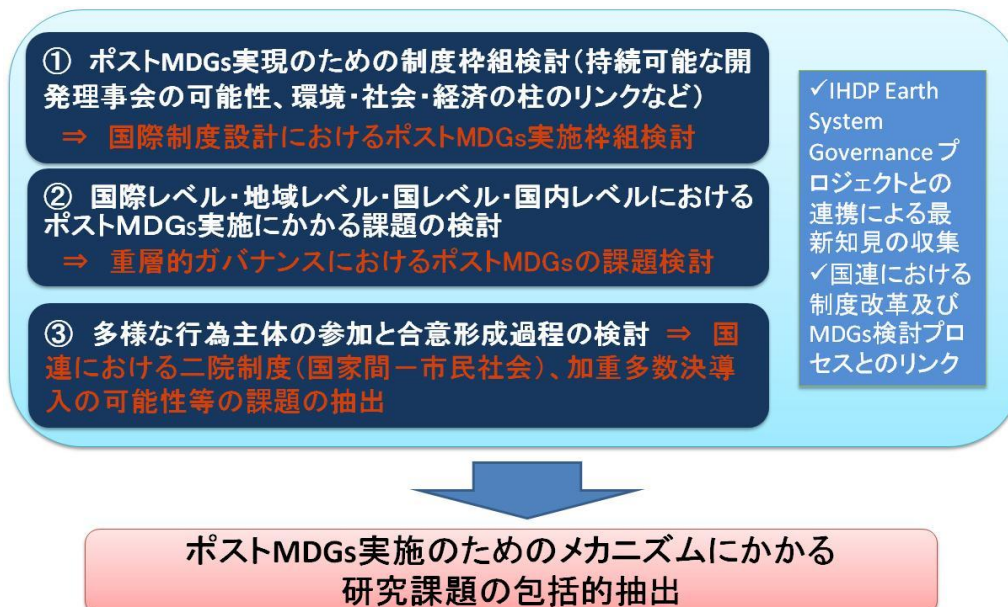 ① ポストMDGs実現のための制度枠組検討(持続可能な開
発理事会の可能性、環境・社会・経済の柱のリンクなど)
⇒ 国際制度設計におけるポストMDGs実施枠組検討
② 国際レベル・地域レベル・国レベル・国内レベルにおける
ポストMDGs実施にかかる課題の検討
⇒ 重層的ガバナンスにおけるポストMDGsの課題検討
③ 多様な行為主体の参加と合意形成過程の検討 ⇒ 国
連における二院制度(国家間-市民社会)、加重多数決導
入の可能性等の課題の抽出
✓IHDP Earth
System
Governance プ
ロジェクトとの
連携による最
新知見の収集
✓国連における
制度改革及び
MDGs検討プロ
セスとのリンク
ポストMDGs実施のためのメカニズムにかかる
研究課題の包括的抽出